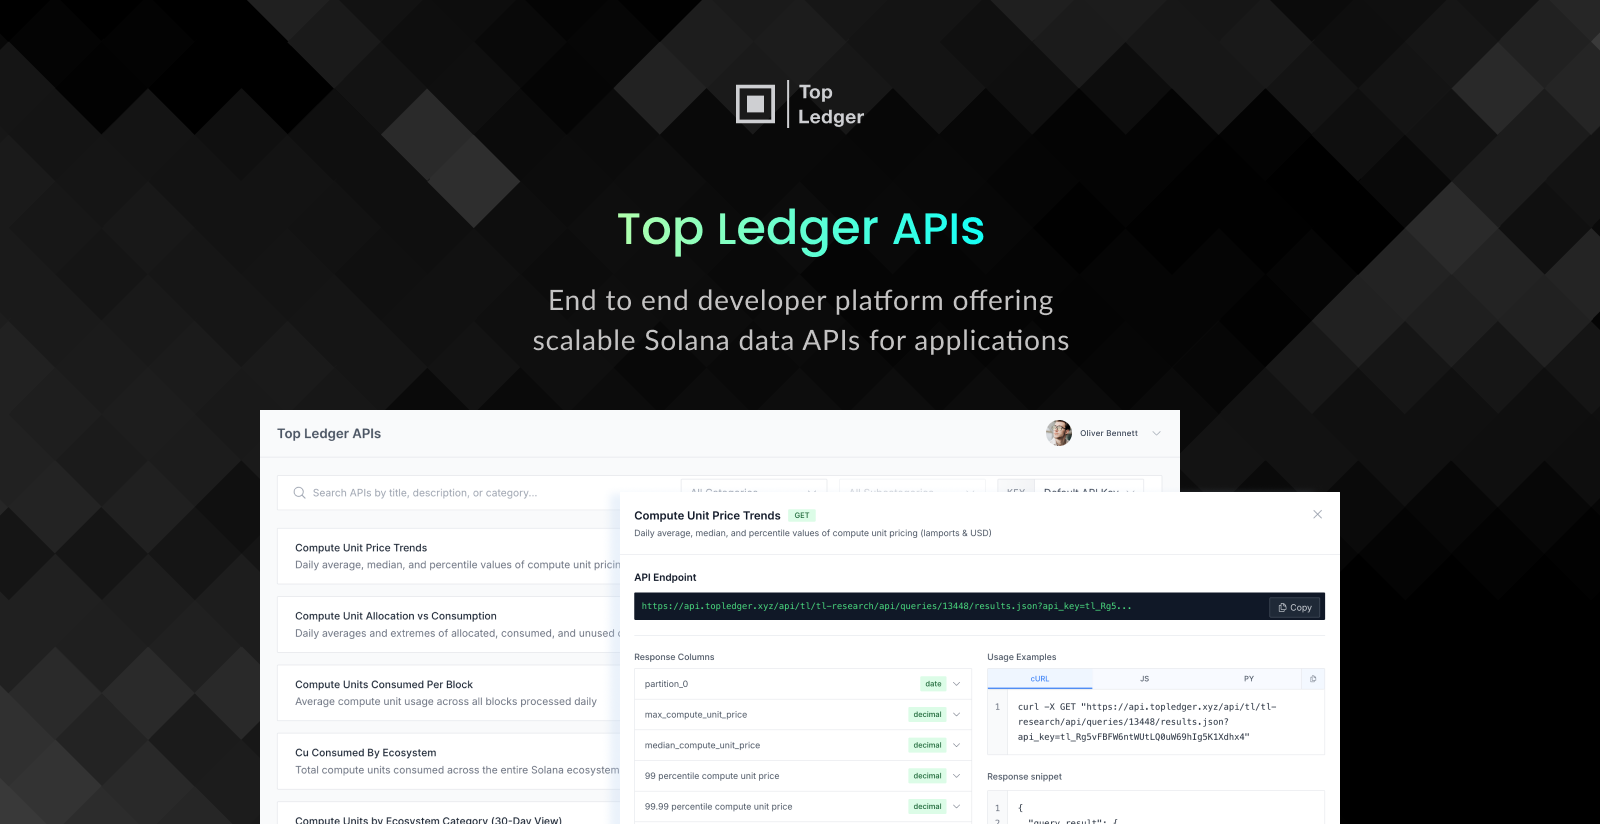 Top
Ledger
Top Ledger APIs
End to end developer platform offering
scalable Solana data APIs for applications
Top Ledger APIs
Oliver Bennett
Search APIs by title, description, or category...
All Categories
All Subcategories
KEY
Default API Key
Compute Unit Price Trends
Daily average, median, and percentile values of compute unit pricin
Compute Unit Allocation vs Consumption
Daily averages and extremes of allocated, consumed, and unused
Compute Units Consumed Per Block
Average compute unit usage across all blocks processed daily
Cu Consumed By Ecosystem
Total compute units consumed across the entire Solana ecosystem
Compute Units by Ecosystem Category (30-Day View)
Compute Unit Price Trends
GET
Daily average, median, and percentile values of compute unit pricing (lamports & USD)
API Endpoint
https://api.topledger.xyz/api/tl/tl-research/api/queries/13448/results.json?api_key=tl_Rg5...
Copy
Response Columns
partition_0 date
max_compute_unit_price decimal
median_compute_unit_price decimal
99 percentile compute unit price decimal
99.99 percentile compute unit price decimal
Usage Examples
cURL JS PY
1 curl -X GET "https://api.topledger.xyz/api/tl/tl-
research/api/queries/13448/results.json?
api_key=tl_Rg5vFBFW6ntWUtLQ0uW69hIg5K1Xdhx4"
Response snippet
1 {
2 "query_result": {